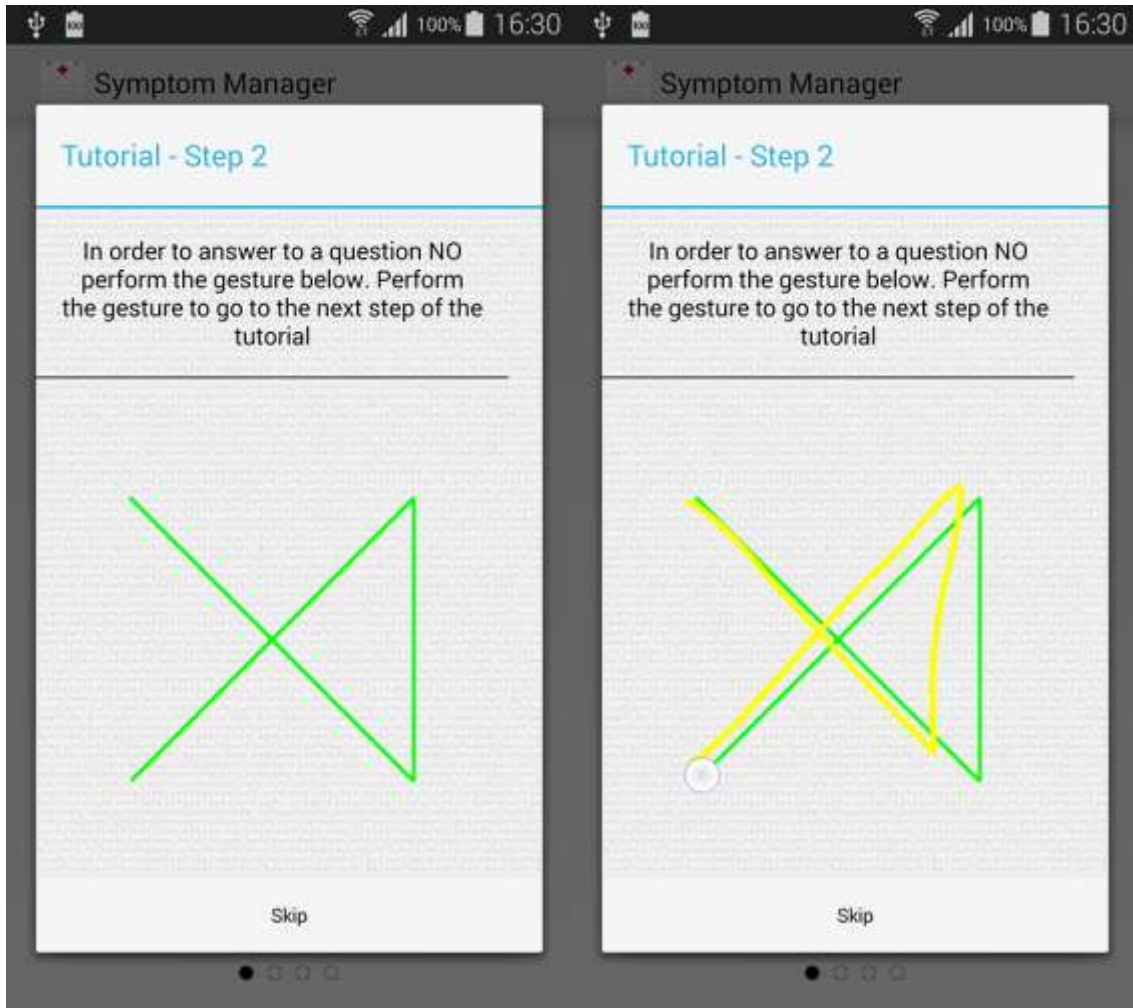 100% 16:30
Symptom Manager
Tutorial - Step 2
In order to answer to a question NO
perform the gesture below. Perform
the gesture to go to the next step of the
tutorial
Skip
100% 16:30
Symptom Manager
Tutorial - Step 2
In order to answer to a question NO
perform the gesture below. Perform
the gesture to go to the next step of the
tutorial
Skip